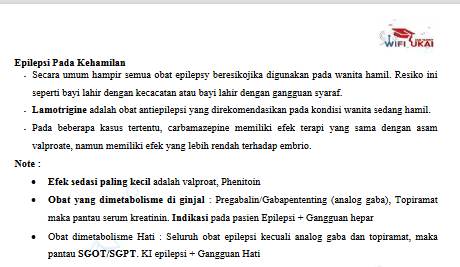 WIFI_UKAI
Epilepsi Pada Kehamilan
- Secara umum hampir semua obat epilepsy beresikojika digunakan pada wanita hamil. Resiko ini
seperti bayi lahir dengan kecacatan atau bayi lahir dengan gangguan syaraf.
- Lamotrigine adalah obat antiepilepsi yang direkomendasikan pada kondisi wanita sedang hamil.
- Pada beberapa kasus tertentu, carbamazepine memiliki efek terapi yang sama dengan asam
valproate, namun memiliki efek yang lebih rendah terhadap embrio.
Note :
• Efek sedasi paling kecil adalah valproat, Phenitoin
• Obat yang dimetabolisme di ginjal : Pregabalin/Gabapententing (analog gaba), Topiramat
maka pantau serum kreatinin. Indikasi pada pasien Epilepsi + Gangguan hepar
• Obat dimetabolisme Hati : Seluruh obat epilepsi kecuali analog gaba dan topiramat, maka
pantau SGOT/SGPT. KI epilepsi + Gangguan Hati